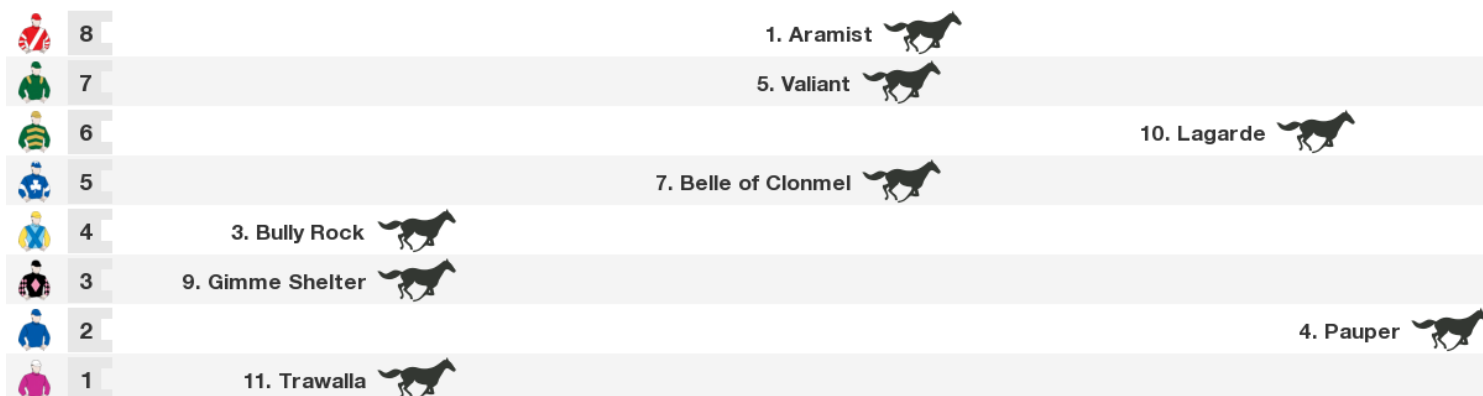 8 1. Aramist
7 5. Valiant
6 10. Lagarde
5 7. Belle of Clonmel
4 3. Bully Rock
3 9. Gimme Shelter
2 4. Pauper
1 11. Trawalla